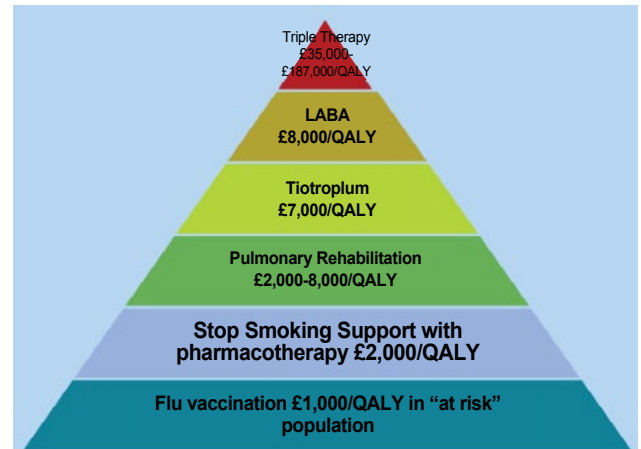 Triple Therapy
£35,000-
£187,000/QALY
LABA
£8,000/QALY
Tiotroplum
£7,000/QALY
Pulmonary Rehabilitation
£2,000-8,000/QALY
Stop Smoking Support with
pharmacotherapy £2,000/QALY
Flu vaccination £1,000/QALY in “at risk”
population